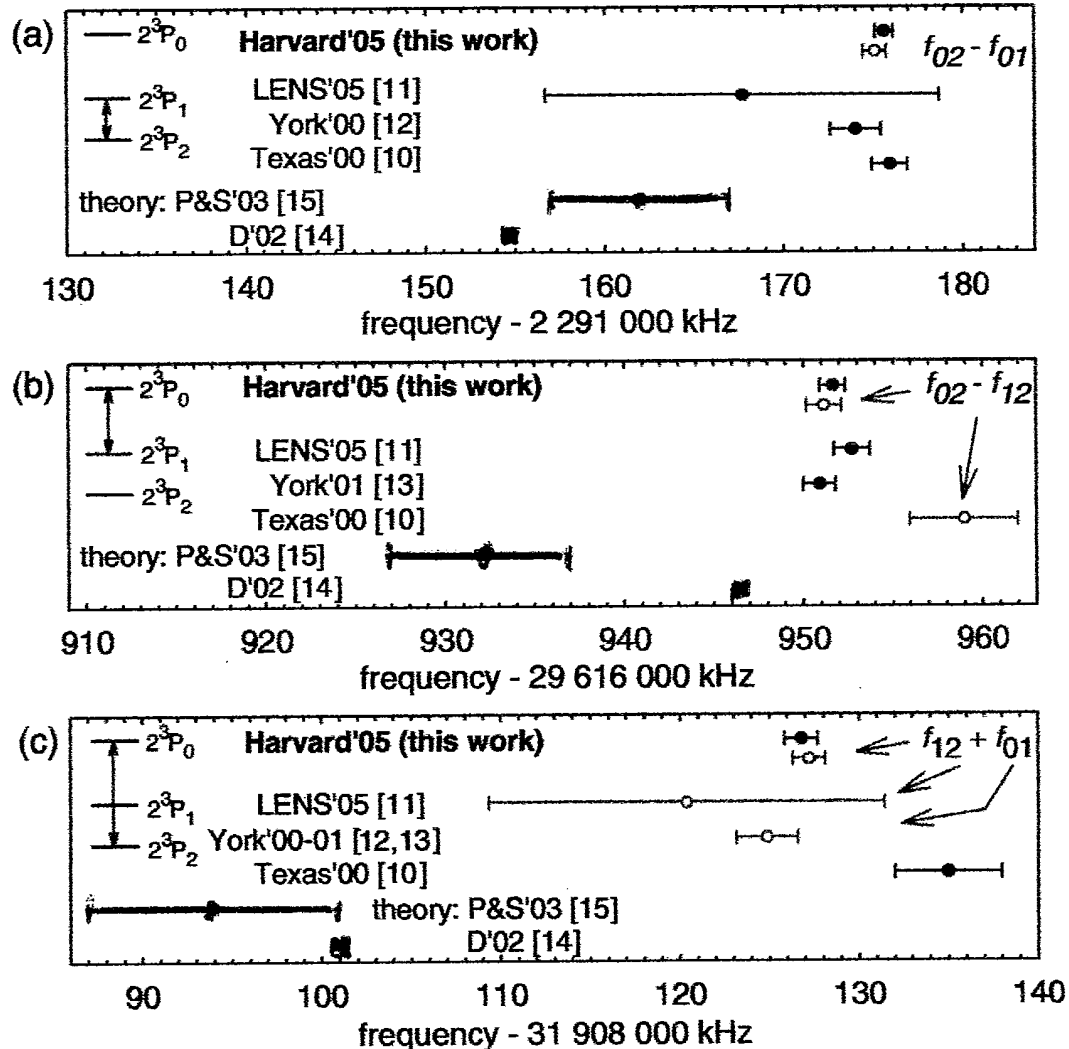 (a) 2³P₀ Harvard'05 (this work) f₀₂ - f₀₁
2³P₁ LENS'05 [11]
York'00 [12]
2³P₂ Texas'00 [10]
theory: P&S'03 [15]
D'02 [14]
130 140 150 160 170 180
frequency - 2 291 000 kHz
(b) 2³P₀ Harvard'05 (this work) f₀₂ - f₁₂
2³P₁ LENS'05 [11]
York'01 [13]
2³P₂ Texas'00 [10]
theory: P&S'03 [15]
D'02 [14]
910 920 930 940 950 960
frequency - 29 616 000 kHz
(c) 2³P₀ Harvard'05 (this work) f₁₂ + f₀₁
2³P₁ LENS'05 [11]
2³P₂ York'00-01 [12,13]
Texas'00 [10]
theory: P&S'03 [15]
D'02 [14]
90 100 110 120 130 140
frequency - 31 908 000 kHz